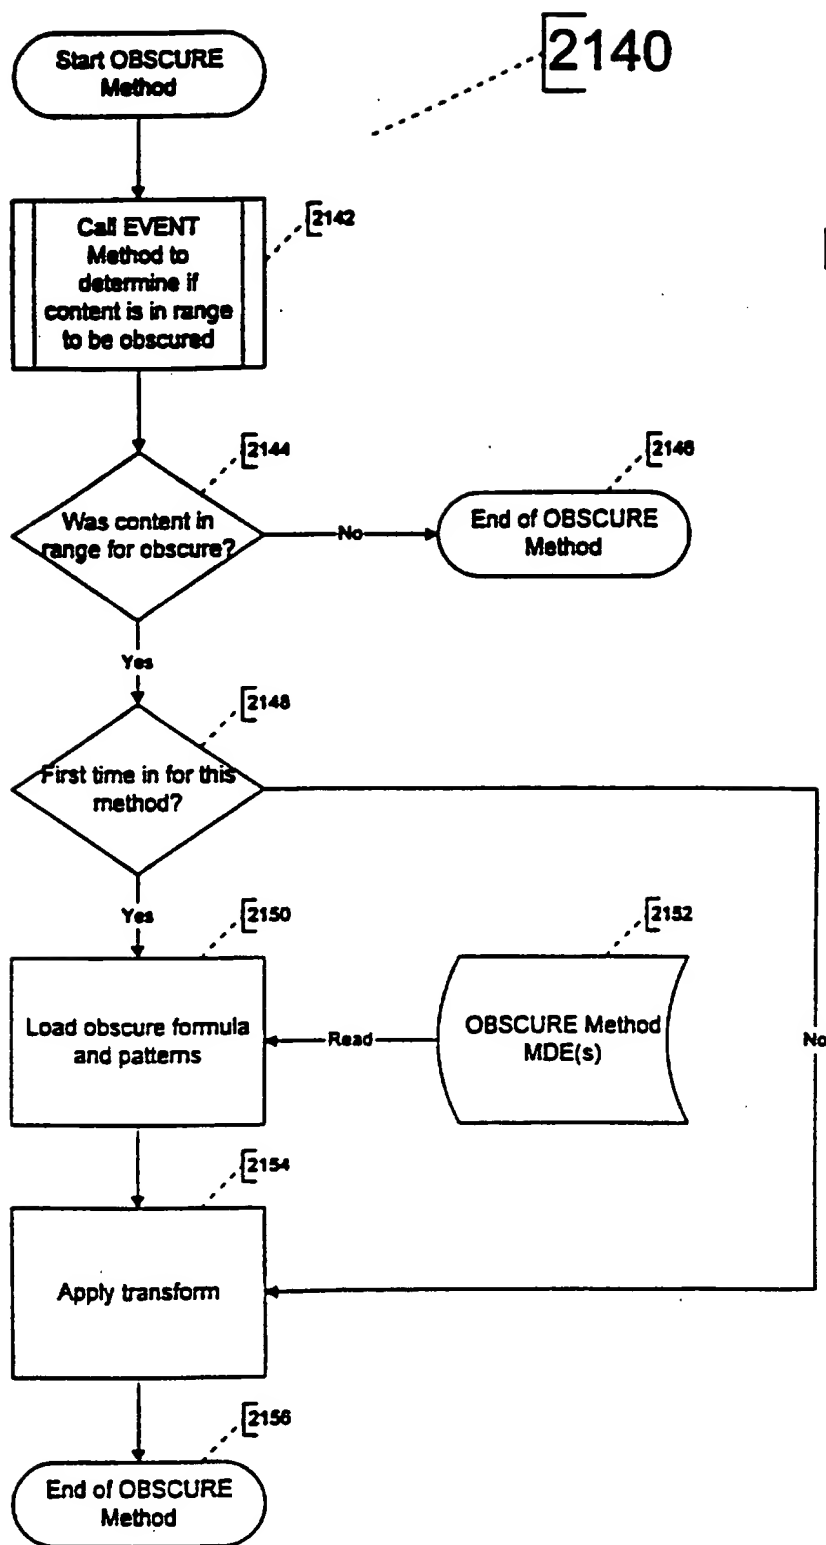 2140
Start OBSCURE
Method
2142
Call EVENT
Method to
determine if
content is in range
to be obscured
2144
2146
Was content in
range for obscure?
No
End of OBSCURE
Method
Yes
2148
First time in for this
method?
Yes
2150
2152
Load obscure formula
and patterns
Read
OBSCURE Method
MDE(s)
No
2154
Apply transform
2156
End of OBSCURE
Method